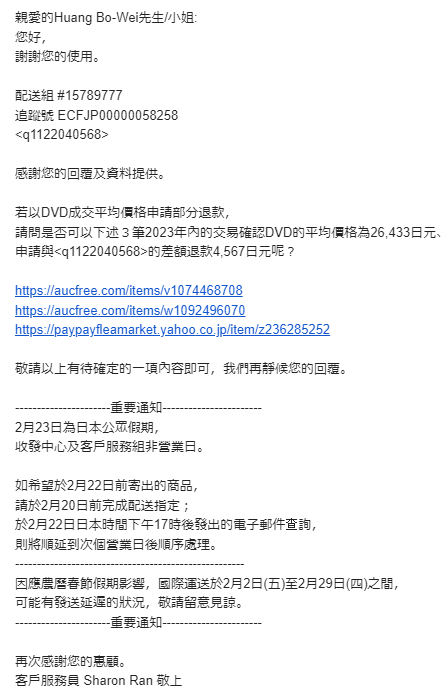 親愛的Huang Bo-Wei先生/小姐:
您好，
謝謝您的使用。
配送組 #15789777
追蹤號 ECFJP00000058258
<q1122040568>
感謝您的回覆及資料提供。
若以DVD成交平均價格申請部分退款，
請問是否可以下述３筆2023年內的交易確認DVD的平均價格為26,433日元、
申請與<q1122040568>的差額退款4,567日元呢？
https://aucfree.com/items/v1074468708
https://aucfree.com/items/w1092496070
https://paypayfleamarket.yahoo.co.jp/item/z236285252
敬請以上有待確定的一項內容即可，我們再靜候您的回覆。
----------------------重要通知-----------------------
2月23日為日本公眾假期，
收發中心及客戶服務組非營業日。
如希望於2月22日前寄出的商品，
請於2月20日前完成配送指定；
於2月22日日本時間下午17時後發出的電子郵件查詢，
則將順延到次個營業日後順序處理。
-----------------------------------------------------
因應農曆春節假期影響，國際運送於2月2日(五)至2月29日(四)之間，
可能有發送延遲的狀況，敬請留意見諒。
----------------------重要通知-----------------------
再次感謝您的惠顧。
客戶服務員 Sharon Ran 敬上